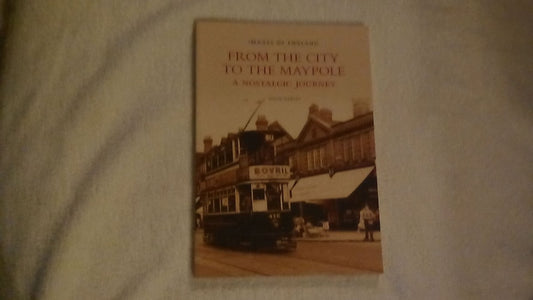 IMAGES OF ENGLAND
FROM THE CITY
TO THE MAYPOLE
A NOSTALGIC JOURNEY
BOVRIL